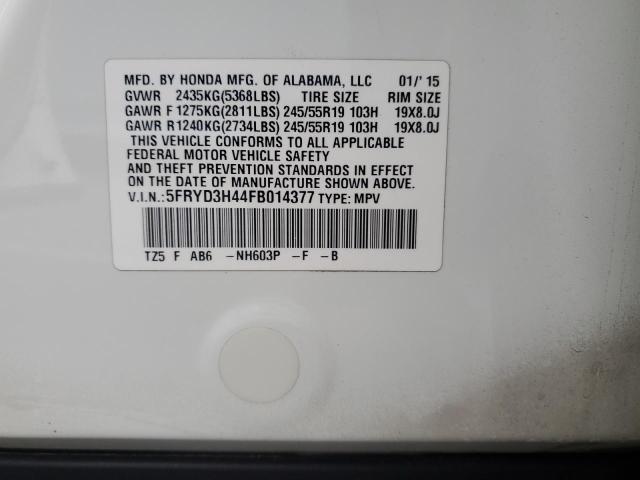 MFD. BY HONDA MFG. OF ALABAMA, LLC 01/'15
GVWR 2435KG(5368LBS) TIRE SIZE RIM SIZE
GAWR F 1275KG(2811LBS) 245/55R19 103H 19X8.0J
GAWR R 1240KG(2734LBS) 245/55R19 103H 19X8.0J
THIS VEHICLE CONFORMS TO ALL APPLICABLE
FEDERAL MOTOR VEHICLE SAFETY
AND THEFT PREVENTION STANDARDS IN EFFECT
ON THE DATE OF MANUFACTURE SHOWN ABOVE.
V.I.N.:5FRYD3H44FB014377 TYPE: MPV
TZ5 F AB6 -NH603P -F -B